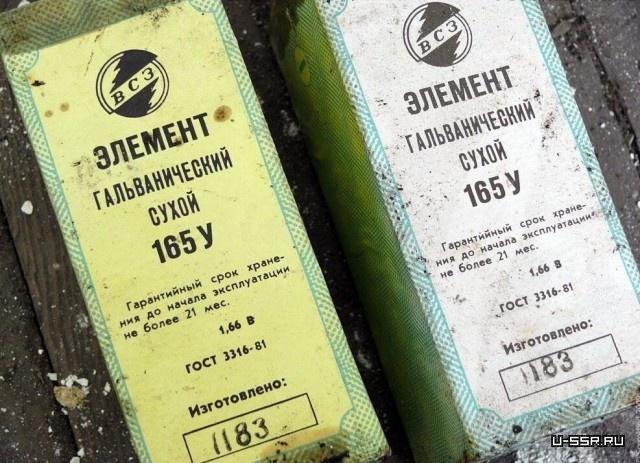 ВСЗ
ЭЛЕМЕНТ
ГАЛЬВАНИЧЕСКИЙ
СУХОЙ
165 У
Гарантийный срок хране-
ния до начала эксплуатации
не более 21 мес.
1,66 В
ГОСТ 3316-81
Изготовлено:
1183
ВСЗ
ЭЛЕМЕНТ
ГАЛЬВАНИЧЕСКИЙ
СУХОЙ
165 У
Гарантийный срок хране-
ния до начала эксплуатации
не более 21 мес.
1,66 В
ГОСТ 3316-81
Изготовлено:
1183
U-SSR.RU